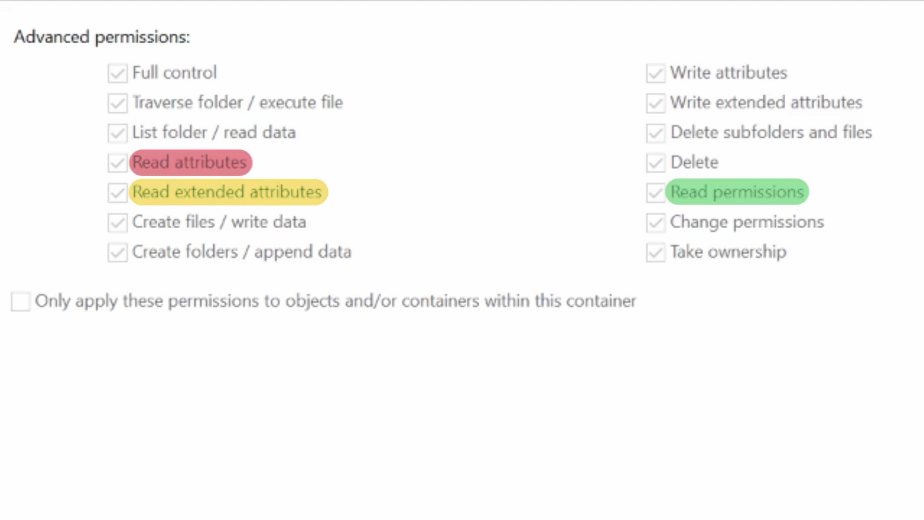 Advanced permissions:
Full control
Traverse folder / execute file
List folder / read data
Read attributes
Read extended attributes
Create files / write data
Create folders / append data
Write attributes
Write extended attributes
Delete subfolders and files
Delete
Read permissions
Change permissions
Take ownership
Only apply these permissions to objects and/or containers within this container